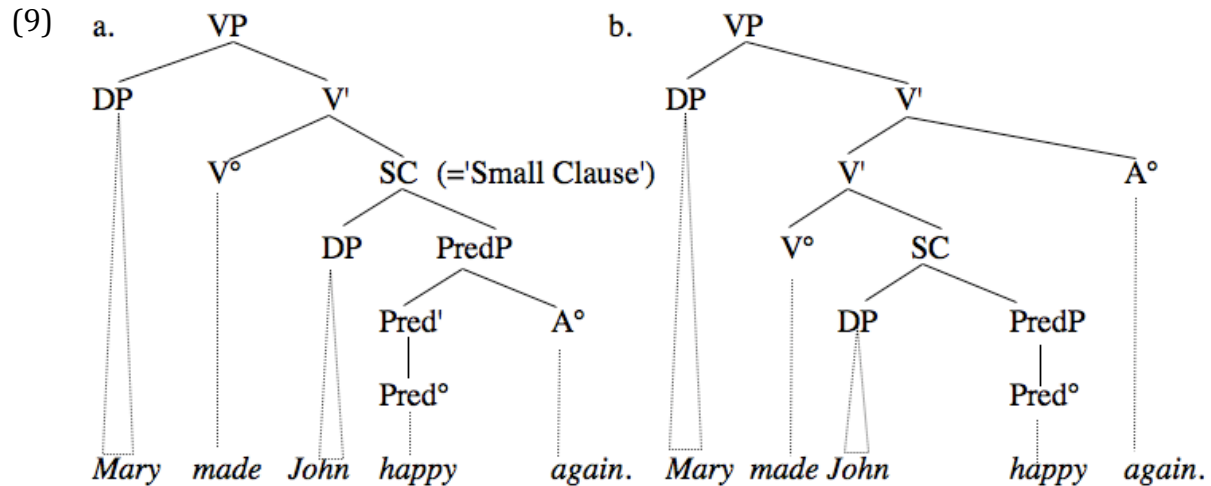 (9) a. VP b. VP
DP V' DP V'
V° SC (='Small Clause') V' A°
DP PredP V° SC
Pred' A° DP PredP
Pred° Pred°
Mary made John happy again. Mary made John happy again.